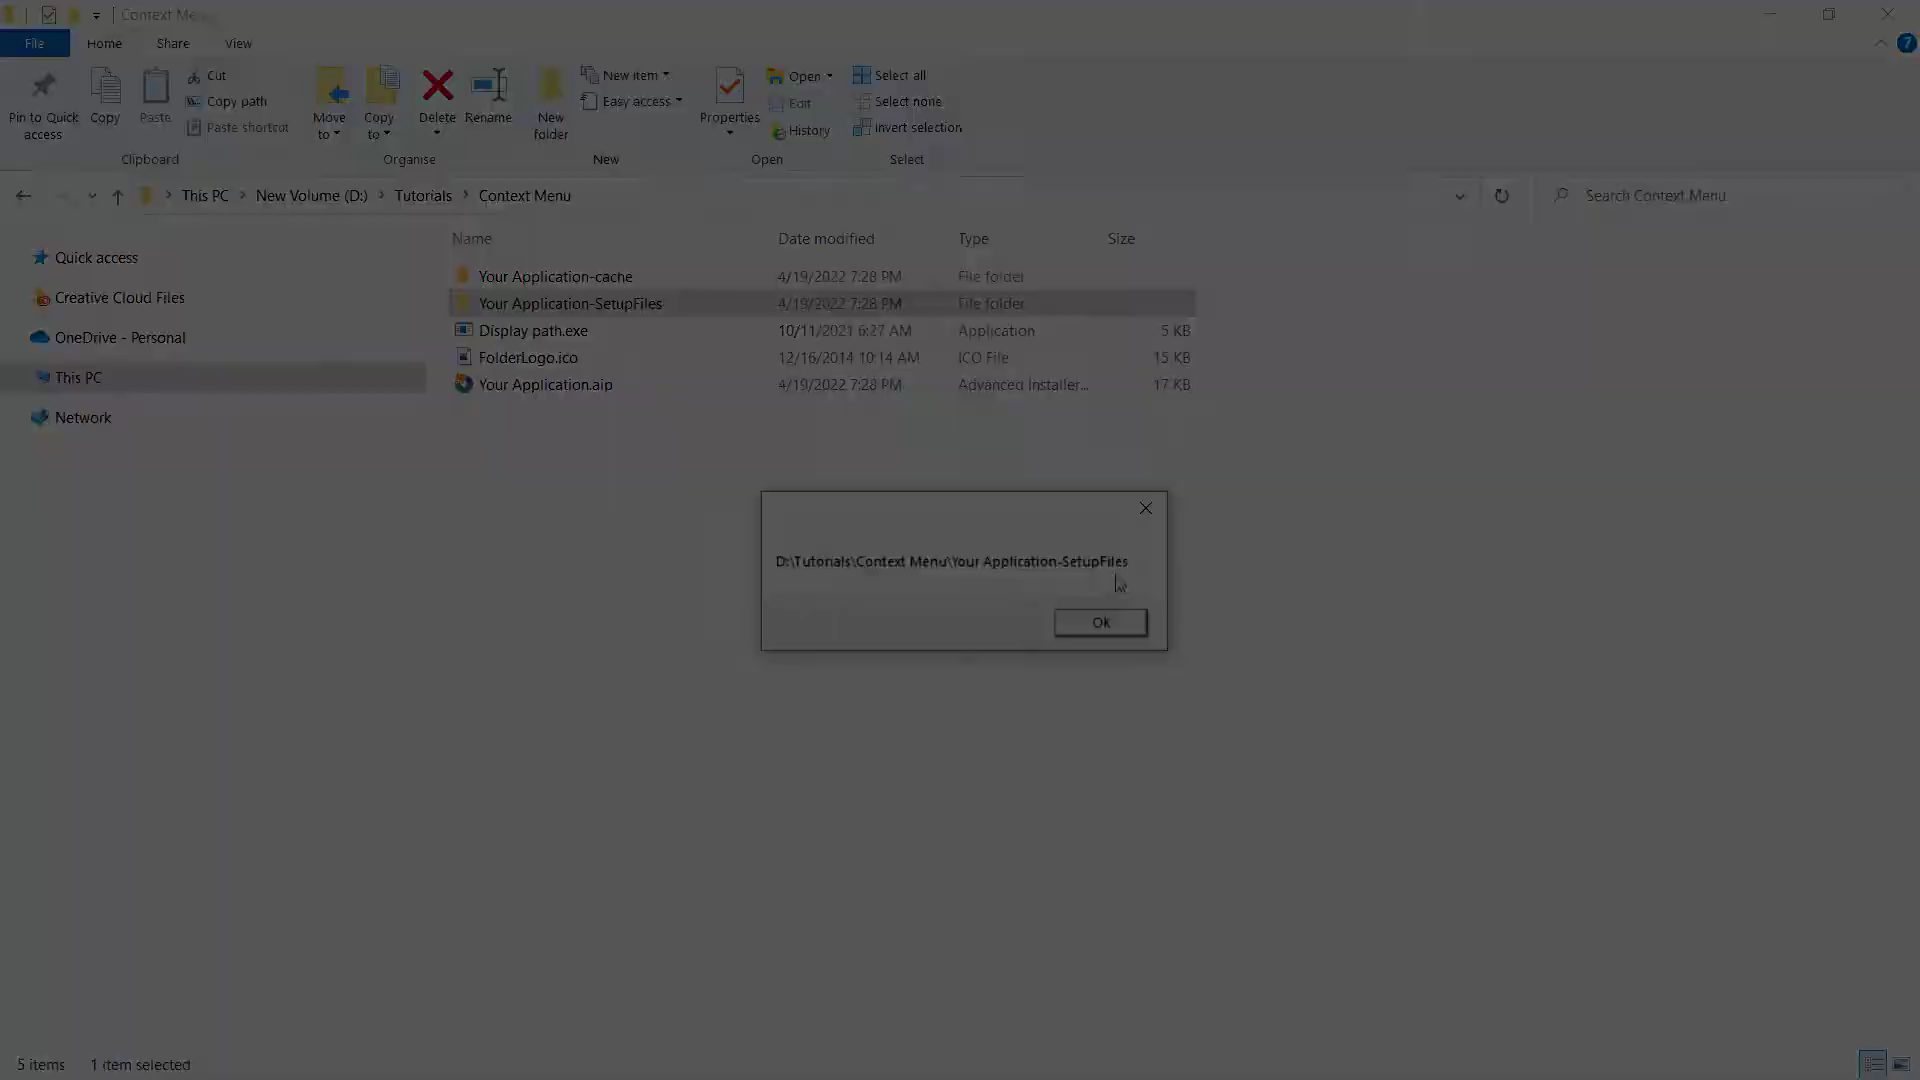 Context Me
File Home Share View 7
Pin to Quick access
Copy
Paste
Cut
Copy path
Paste shortcut
Move to
Copy to
Delete
Rename
New folder
New item
Easy access
Properties
Open
Edit
History
Select all
Select none
Invert selection
Clipboard Organise New Open Select
This PC New Volume (D:) Tutorials Context Menu Search Context Menu
Quick access
Creative Cloud Files
OneDrive - Personal
This PC
Network
Name Date modified Type Size
Your Application-cache 4/19/2022 7:28 PM File folder
Your Application-SetupFiles 4/19/2022 7:28 PM File folder
Display path.exe 10/11/2021 6:27 AM Application 5 KB
FolderLogo.ico 12/16/2014 10:14 AM ICO File 15 KB
Your Application.aip 4/19/2022 7:28 PM Advanced Installer... 17 KB
D:\Tutorials\Context Menu\Your Application-SetupFiles
OK
5 items 1 item selected